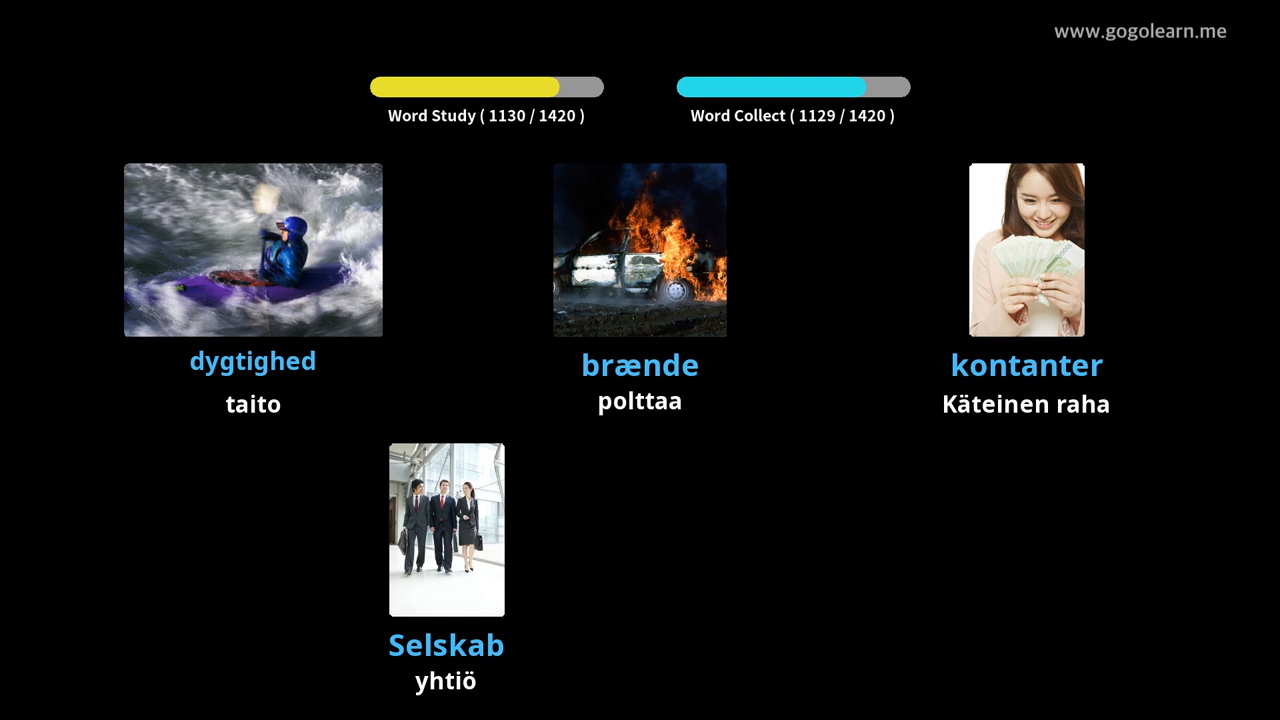 www.gogolearn.me
Word Study ( 1130 / 1420 )
Word Collect ( 1129 / 1420 )
dygtighed
taito
brænde
polttaa
kontanter
Käteinen raha
Selskab
yhtiö